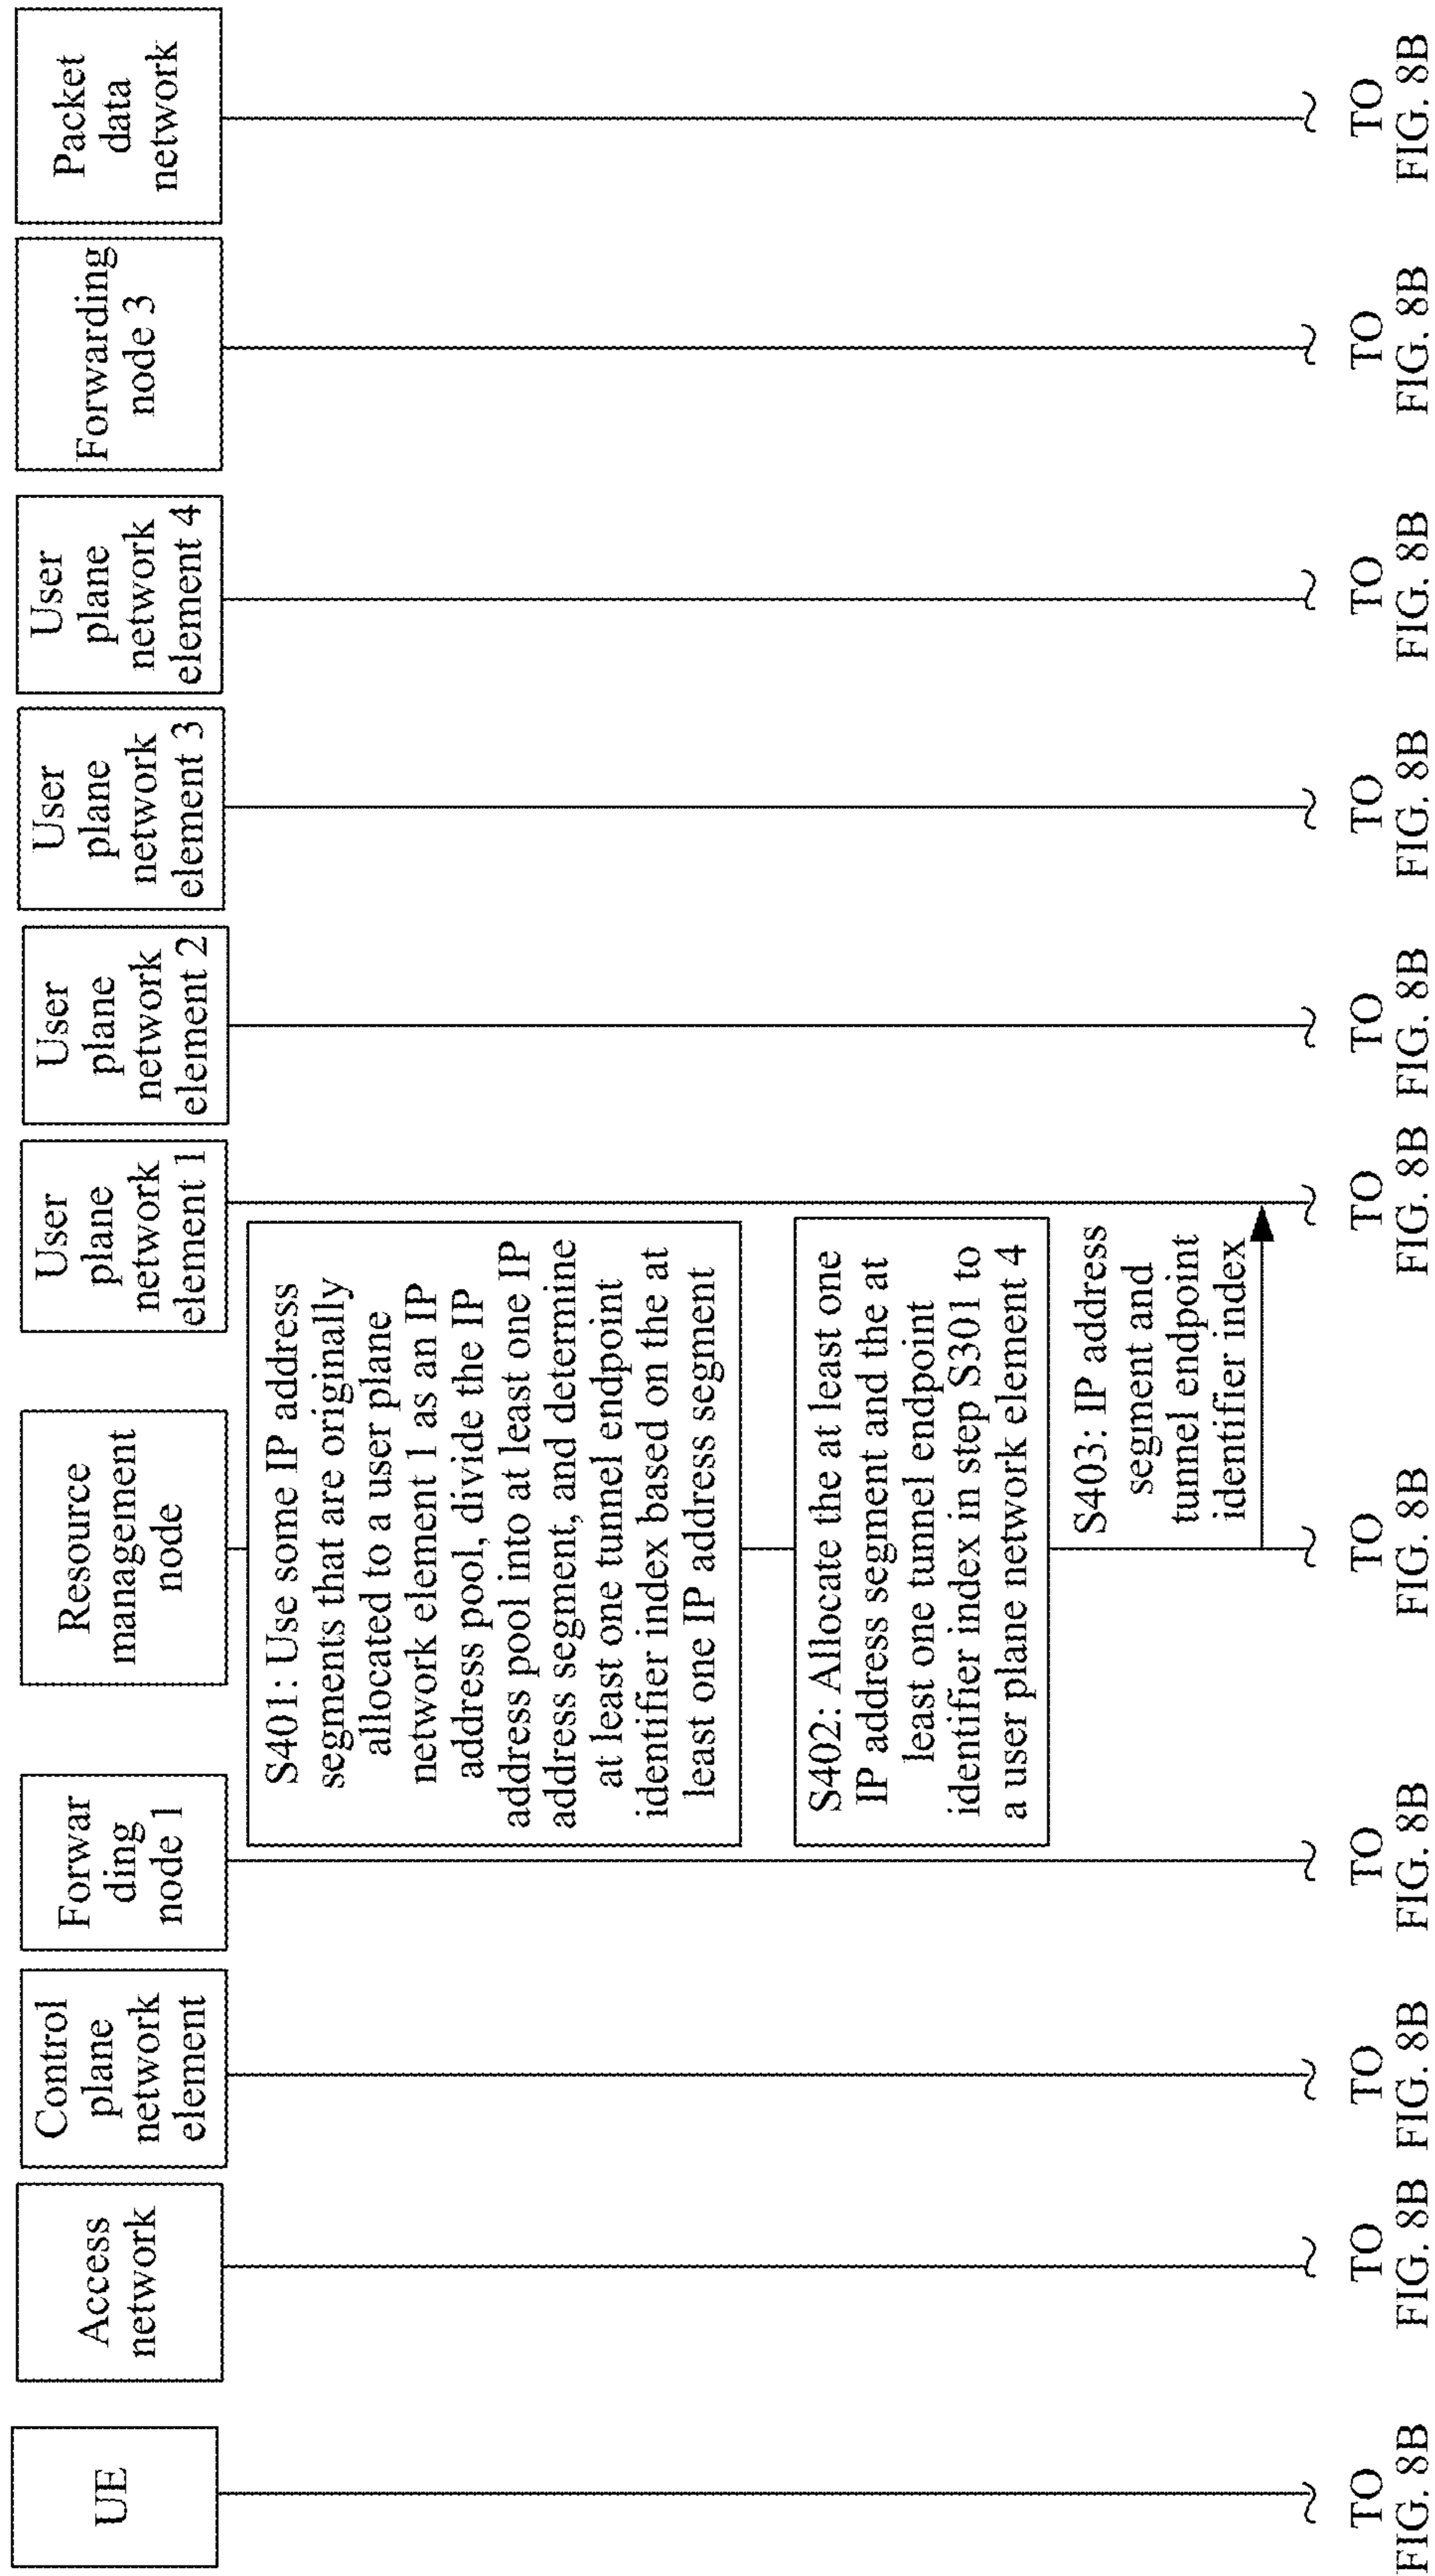 UE
Access
network
Control
plane
network
element
Forwar
ding
node 1
Resource
management
node
User
plane
network
element 1
User
plane
network
element 2
User
plane
network
element 3
User
plane
network
element 4
Forwarding
node 3
Packet
data
network
S401: Use some IP address
segments that are originally
allocated to a user plane
network element 1 as an IP
address pool, divide the IP
address pool into at least one IP
address segment, and determine
at least one tunnel endpoint
identifier index based on the at
least one IP address segment
S402: Allocate the at least one
IP address segment and the at
least one tunnel endpoint
identifier index in step S301 to
a user plane network element 4
S403: IP address
segment and
tunnel endpoint
identifier index
TO
FIG. 8B
TO
FIG. 8B
TO
FIG. 8B
TO
FIG. 8B
TO
FIG. 8B
TO
FIG. 8B
TO
FIG. 8B
TO
FIG. 8B
TO
FIG. 8B
TO
FIG. 8B
TO
FIG. 8B